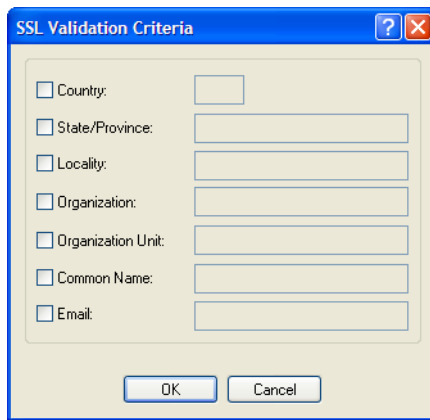 SSL Validation Criteria
Country:
State/Province:
Locality:
Organization:
Organization Unit:
Common Name:
Email:
OK Cancel